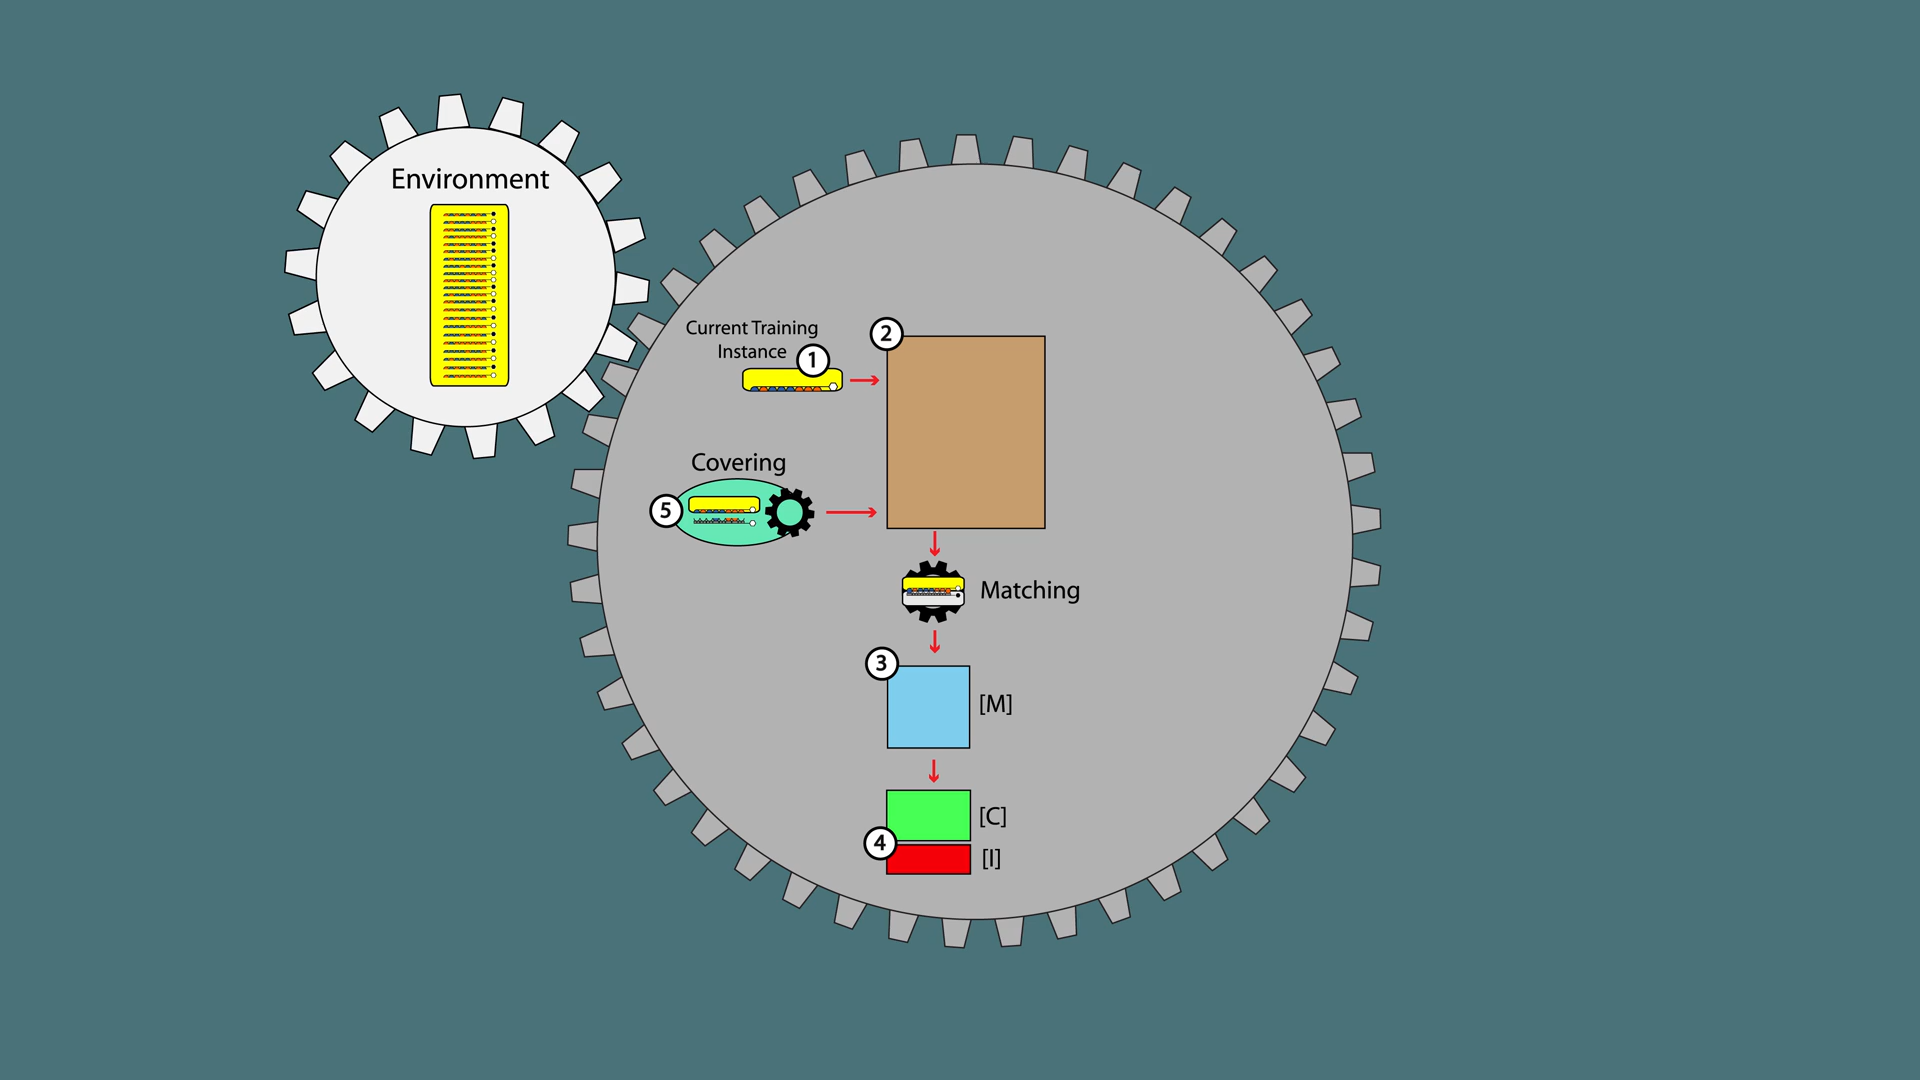 Environment
Current Training
Instance
1
2
Covering
5
Matching
3
[M]
[C]
4
[I]